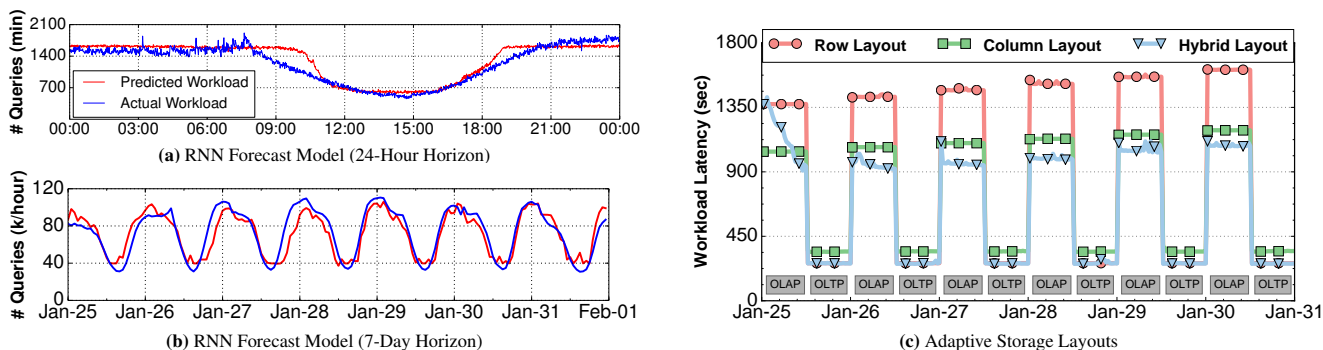 # Queries (min)
2100
1400
700
Predicted Workload
Actual Workload
00:00 03:00 06:00 09:00 12:00 15:00 18:00 21:00 00:00
(a) RNN Forecast Model (24-Hour Horizon)
# Queries (k/hour)
120
80
40
0
Jan-25 Jan-26 Jan-27 Jan-28 Jan-29 Jan-30 Jan-31 Feb-01
(b) RNN Forecast Model (7-Day Horizon)
Workload Latency (sec)
1800
1350
900
450
0
Row Layout Column Layout Hybrid Layout
OLAP OLTP OLAP OLTP OLAP OLTP OLAP OLTP OLAP OLTP OLAP OLTP
Jan-25 Jan-26 Jan-27 Jan-28 Jan-29 Jan-30 Jan-31
(c) Adaptive Storage Layouts